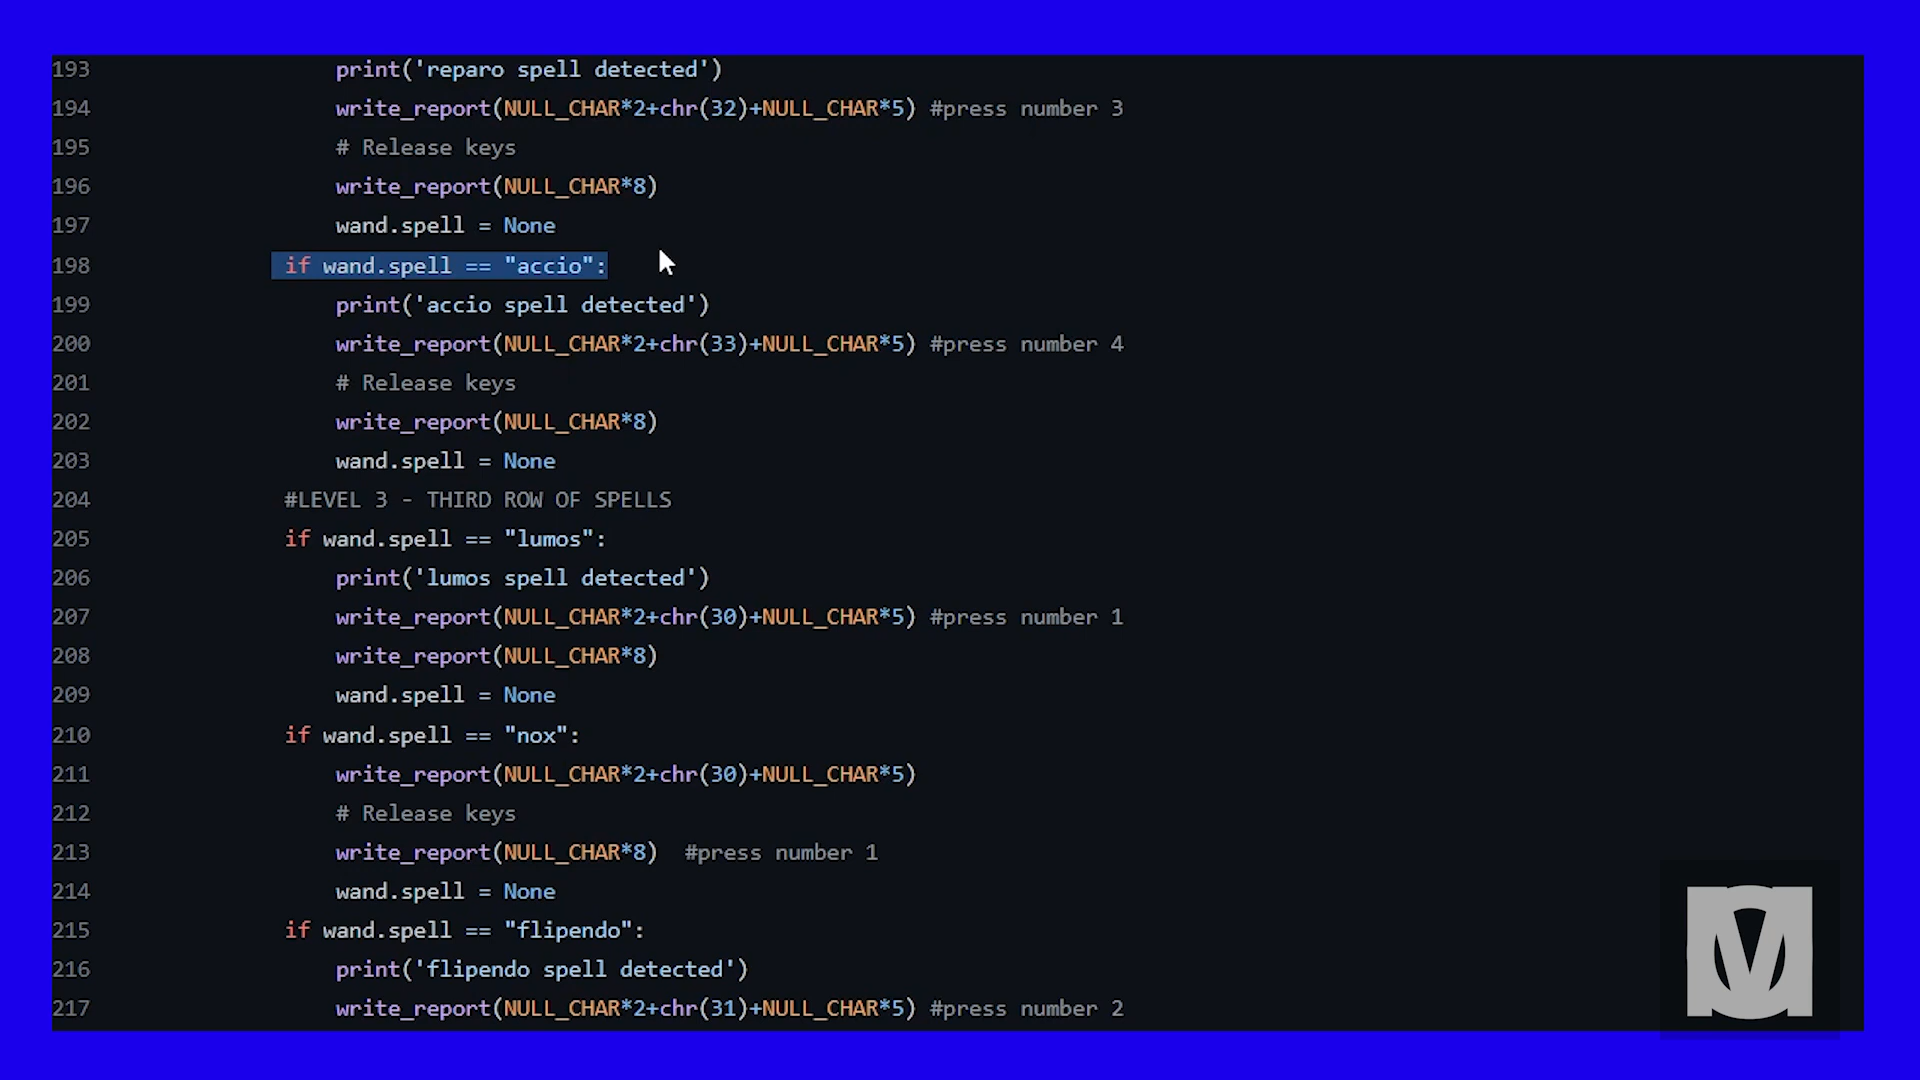 193 print('reparo spell detected')
194 write_report(NULL_CHAR*2+chr(32)+NULL_CHAR*5) #press number 3
195 # Release keys
196 write_report(NULL_CHAR*8)
197 wand.spell = None
198 if wand.spell == "accio":
199 print('accio spell detected')
200 write_report(NULL_CHAR*2+chr(33)+NULL_CHAR*5) #press number 4
201 # Release keys
202 write_report(NULL_CHAR*8)
203 wand.spell = None
204 #LEVEL 3 - THIRD ROW OF SPELLS
205 if wand.spell == "lumos":
206 print('lumos spell detected')
207 write_report(NULL_CHAR*2+chr(30)+NULL_CHAR*5) #press number 1
208 write_report(NULL_CHAR*8)
209 wand.spell = None
210 if wand.spell == "nox":
211 write_report(NULL_CHAR*2+chr(30)+NULL_CHAR*5)
212 # Release keys
213 write_report(NULL_CHAR*8)  #press number 1
214 wand.spell = None
215 if wand.spell == "flipendo":
216 print('flipendo spell detected')
217 write_report(NULL_CHAR*2+chr(31)+NULL_CHAR*5) #press number 2